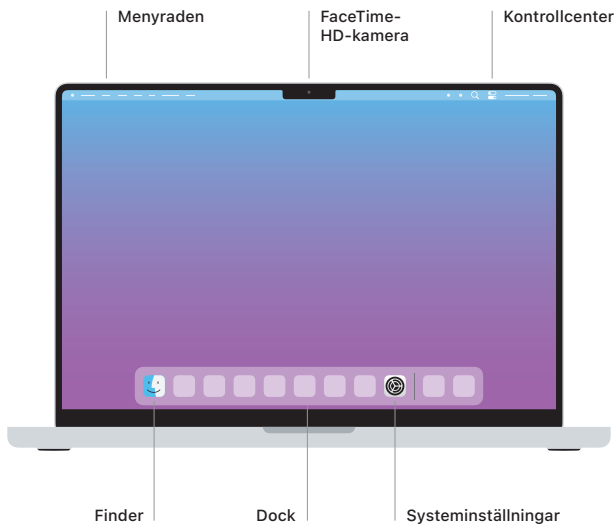 Menyraden
FaceTime-
HD-kamera
Kontrollcenter
Finder
Dock
Systeminställningar